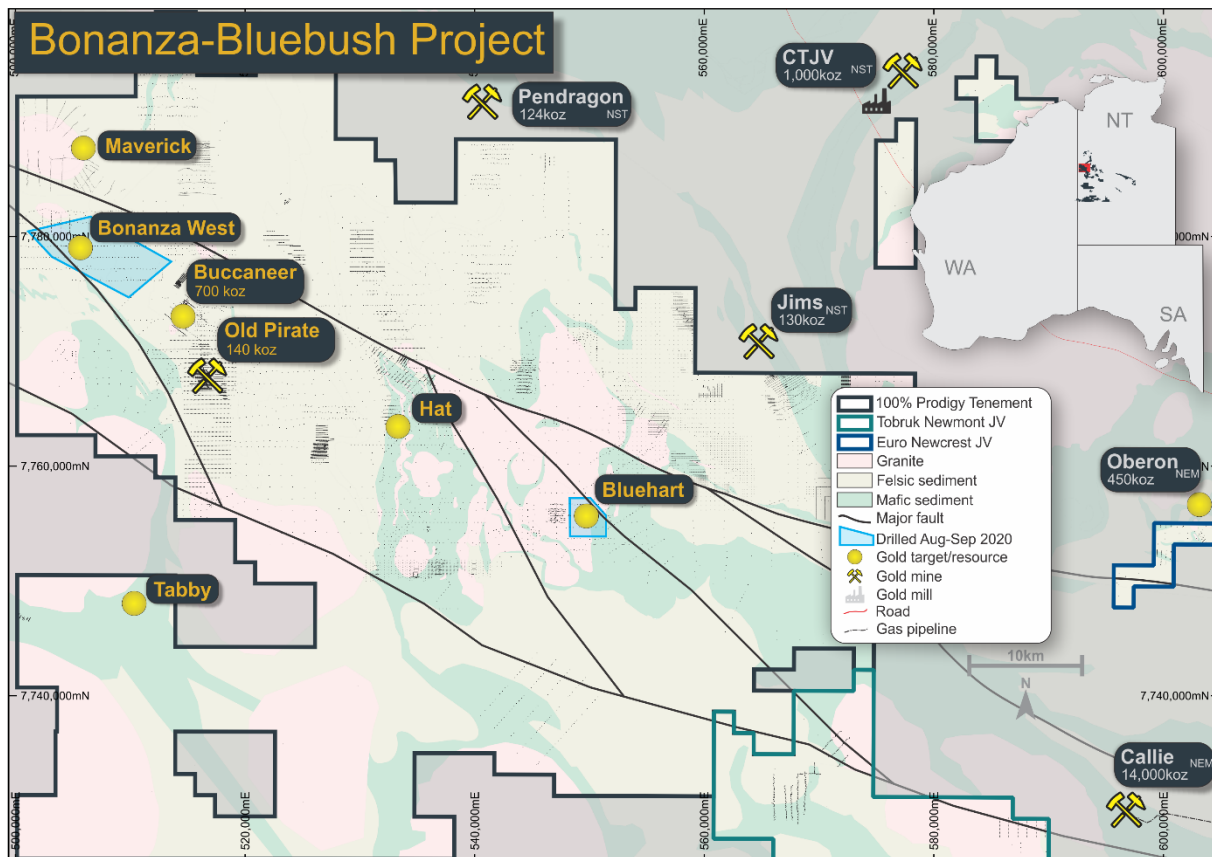 Bonanza-Bluebush Project
500,000mE
560,000mE
580,000mE
600,000mE
CTJV NST
1,000koz
Pendragon
124koz NST
NT
WA
SA
Maverick
Bonanza West
7,780,000mN
Buccaneer
700 koz
Old Pirate
140 koz
Jims NST
130koz
Hat
Bluehart
7,760,000mN
Oberon
450koz NEM
100% Prodigy Tenement
Tobruk Newmont JV
Euro Newcrest JV
Granite
Felsic sediment
Mafic sediment
Major fault
Drilled Aug-Sep 2020
Gold target/resource
Gold mine
Gold mill
Road
Gas pipeline
Tabby
10km
N
7,740,000mN
7,740,000mN
Callie NEM
14,000koz
500,000mE
520,000mE
540,000mE
560,000mE
580,000mE
600,000mE